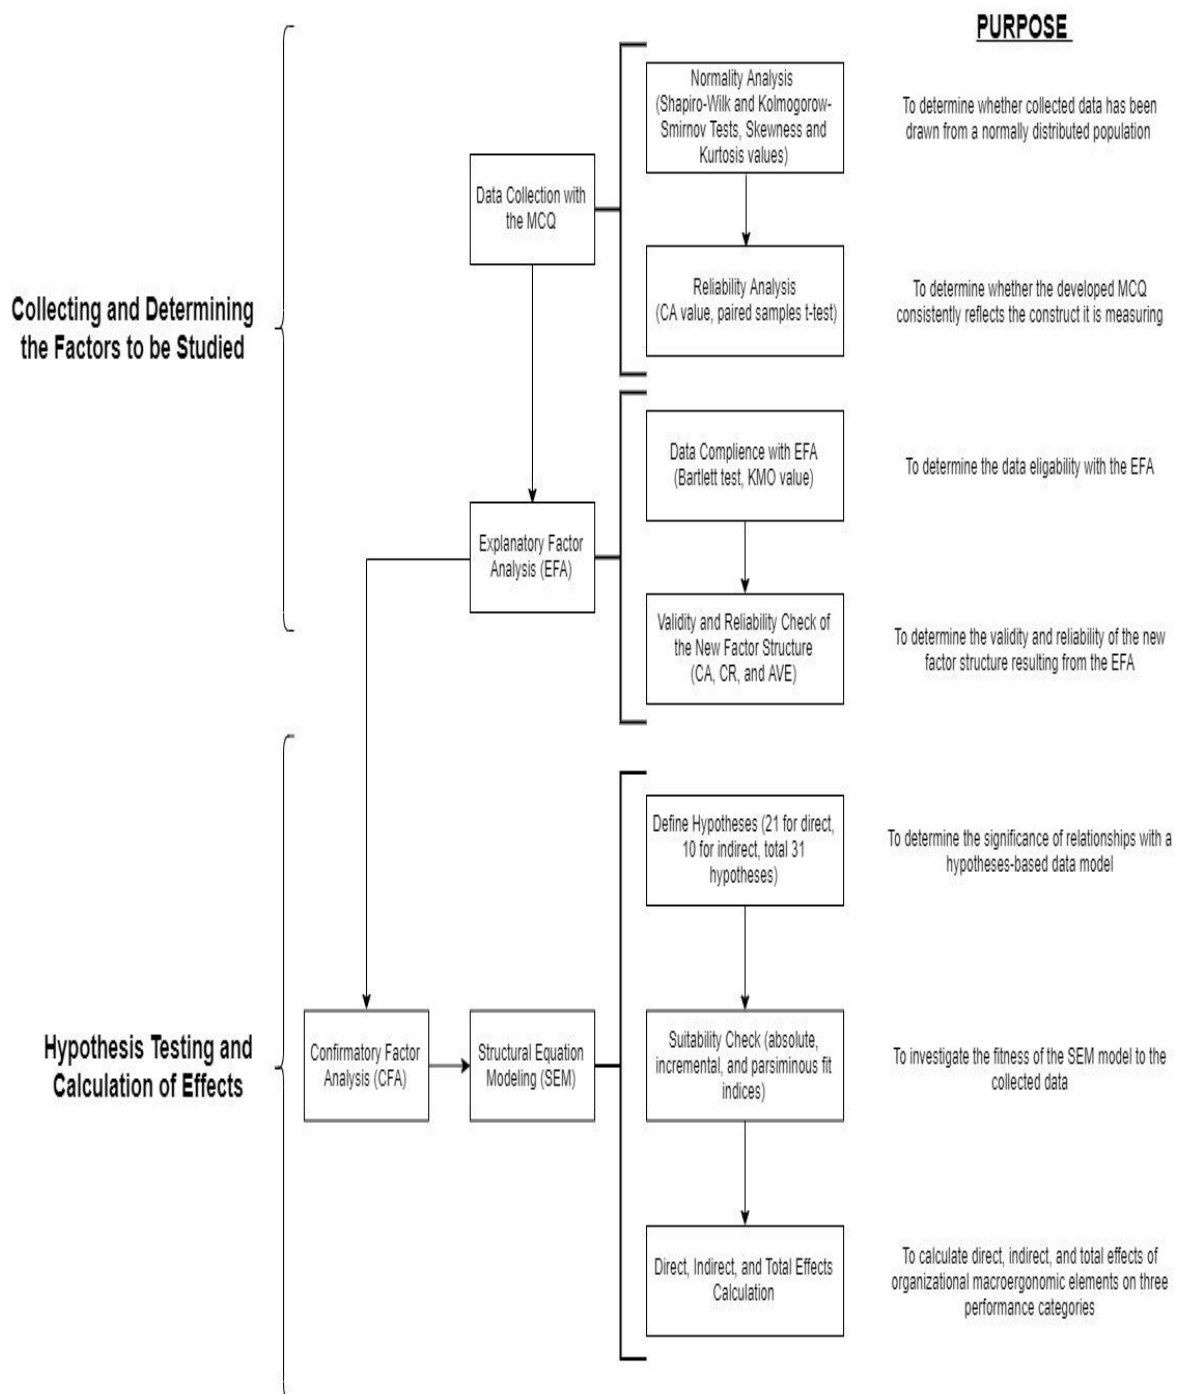 PURPOSE
Normality Analysis
(Shapiro-Wilk and Kolmogorow-
Smirnov Tests, Skewness and
Kurtosis values)
To determine whether collected data has been
drawn from a normally distributed population
Data Collection with
the MCQ
Reliability Analysis
(CA value, paired samples t-test)
To determine whether the developed MCQ
consistently reflects the construct it is measuring
Collecting and Determining
the Factors to be Studied
Data Complience with EFA
(Bartlett test, KMO value)
To determine the data eligability with the EFA
Explanatory Factor
Analysis (EFA)
Validity and Reliability Check of
the New Factor Structure
(CA, CR, and AVE)
To determine the validity and reliability of the new
factor structure resulting from the EFA
Define Hypotheses (21 for direct,
10 for indirect, total 31
hypotheses)
To determine the significance of relationships with a
hypotheses-based data model
Hypothesis Testing and
Calculation of Effects
Confirmatory Factor
Analysis (CFA)
Structural Equation
Modeling (SEM)
Suitability Check (absolute,
incremental, and parsiminous fit
indices)
To investigate the fitness of the SEM model to the
collected data
Direct, Indirect, and Total Effects
Calculation
To calculate direct, indirect, and total effects of
organizational macroergonomic elements on three
performance categories